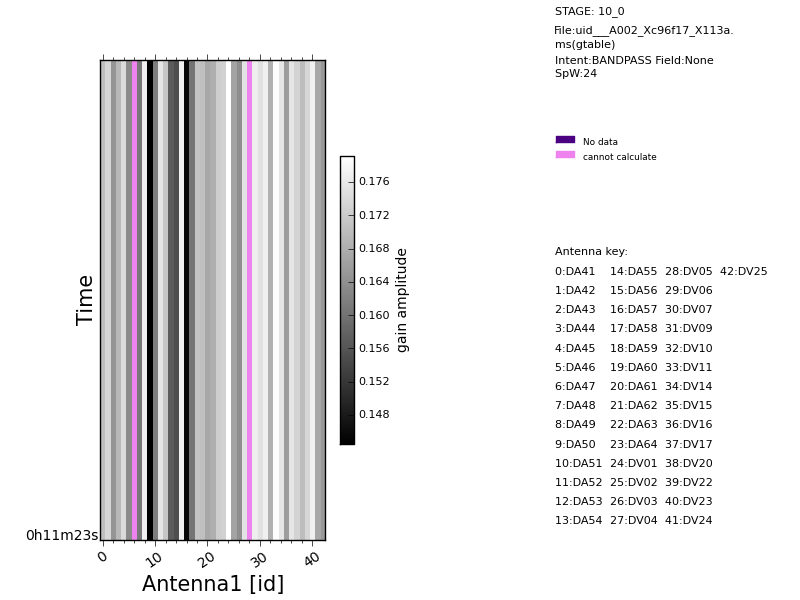 STAGE: 10_0
File:uid___A002_Xc96f17_X113a.
ms(gtable)
Intent:BANDPASS Field:None
SpW:24
No data
cannot calculate
Antenna key:
0:DA41 14:DA55 28:DV05 42:DV25
1:DA42 15:DA56 29:DV06
2:DA43 16:DA57 30:DV07
3:DA44 17:DA58 31:DV09
4:DA45 18:DA59 32:DV10
5:DA46 19:DA60 33:DV11
6:DA47 20:DA61 34:DV14
7:DA48 21:DA62 35:DV15
8:DA49 22:DA63 36:DV16
9:DA50 23:DA64 37:DV17
10:DA51 24:DV01 38:DV20
11:DA52 25:DV02 39:DV22
12:DA53 26:DV03 40:DV23
13:DA54 27:DV04 41:DV24
0.176
0.172
0.168
0.164
0.160
0.156
0.152
0.148
gain amplitude
Time
0h11m23s
0 10 20 30 40
Antenna1 [id]